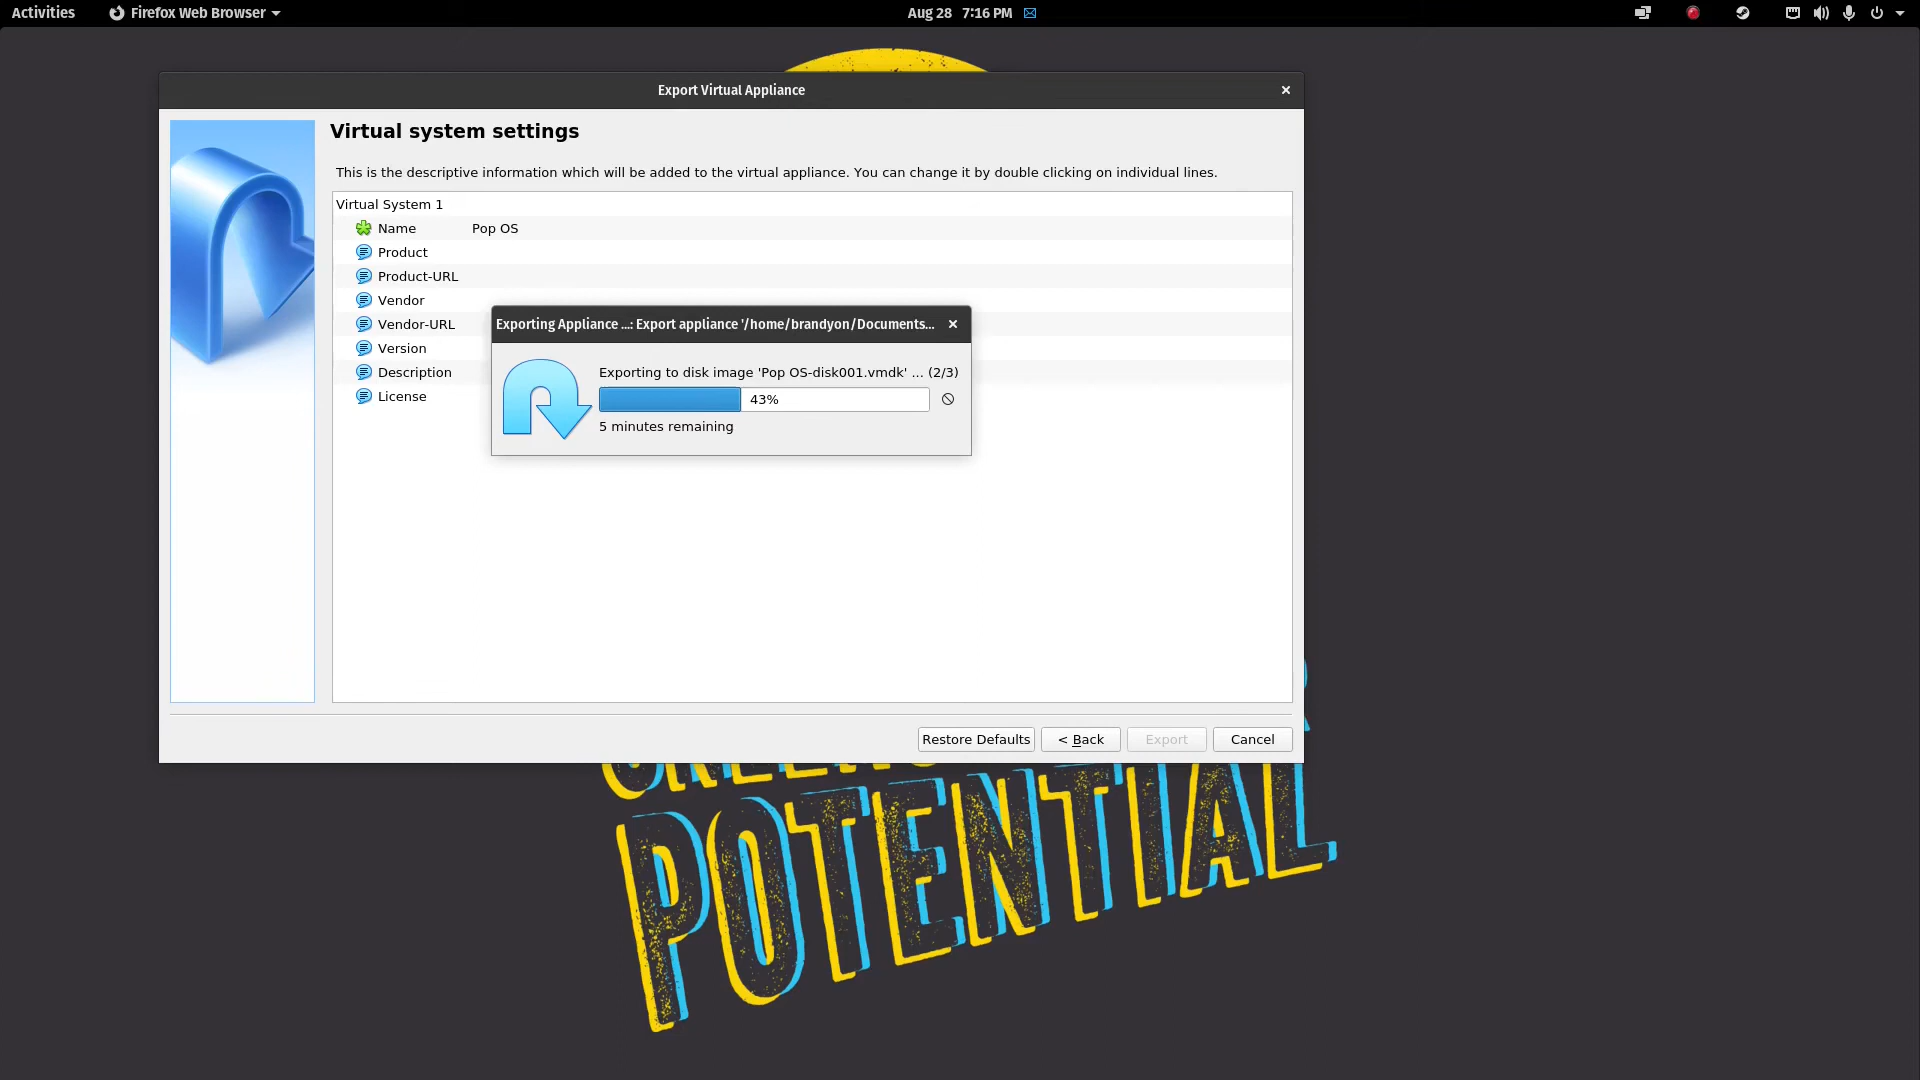 Activities
Firefox Web Browser
Aug 28 7:16 PM
Export Virtual Appliance
Virtual system settings
This is the descriptive information which will be added to the virtual appliance. You can change it by double clicking on individual lines.
Virtual System 1
Name Pop OS
Product
Product-URL
Vendor
Vendor-URL
Version
Description
License
Exporting Appliance ...: Export appliance '/home/brandyon/Documents...
Exporting to disk image 'Pop OS-disk001.vmdk' ... (2/3)
43%
5 minutes remaining
Restore Defaults
< Back
Export
Cancel
POTENTIAL